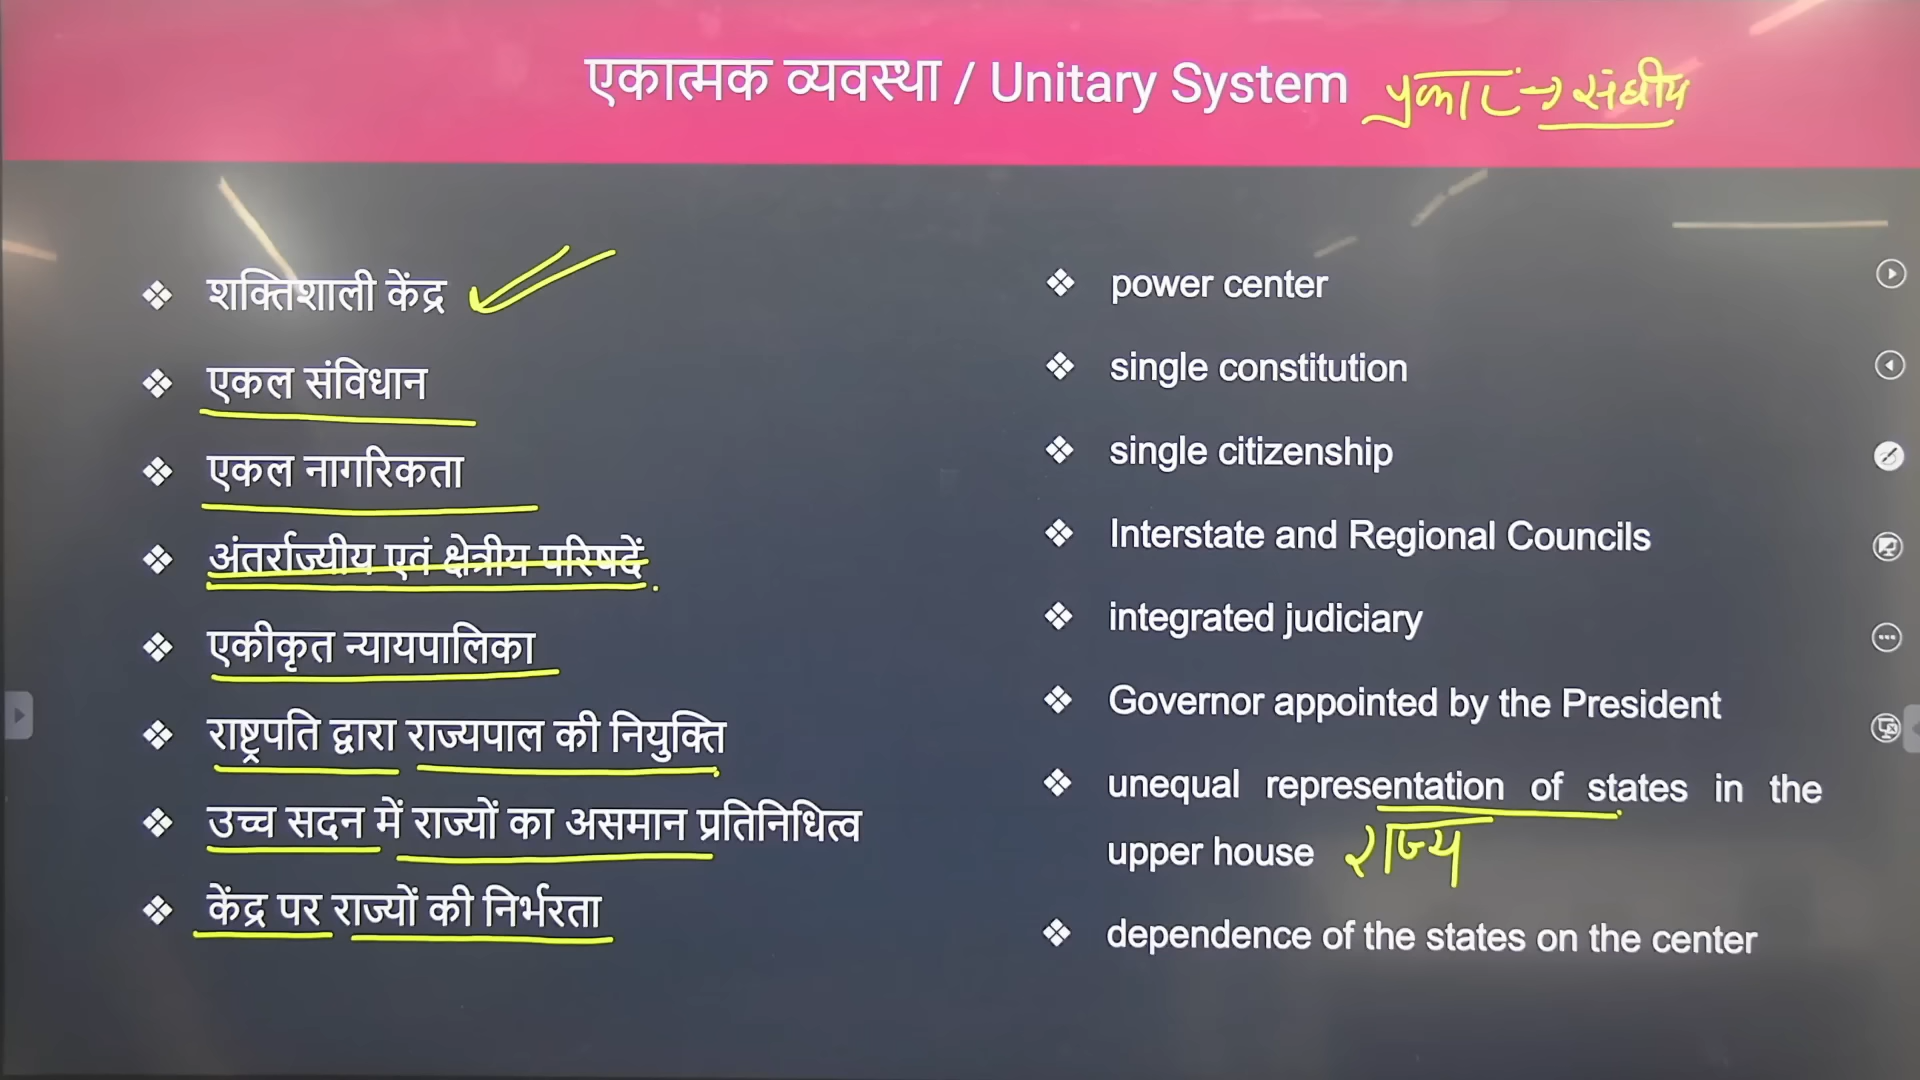 एकात्मक व्यवस्था / Unitary System प्रकार → संघीय
❖ शक्तिशाली केंद्र
❖ एकल संविधान
❖ एकल नागरिकता
❖ अंतर्राज्यीय एवं क्षेत्रीय परिषदें
❖ एकीकृत न्यायपालिका
❖ राष्ट्रपति द्वारा राज्यपाल की नियुक्ति
❖ उच्च सदन में राज्यों का असमान प्रतिनिधित्व
❖ केंद्र पर राज्यों की निर्भरता
❖ power center
❖ single constitution
❖ single citizenship
❖ Interstate and Regional Councils
❖ integrated judiciary
❖ Governor appointed by the President
❖ unequal representation of states in the
upper house राज्य
❖ dependence of the states on the center